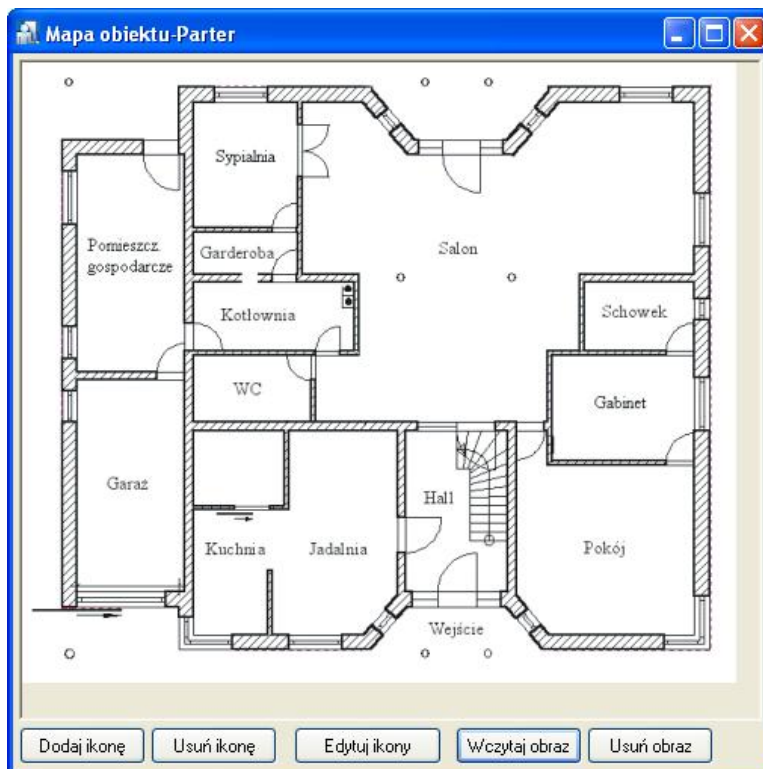 Mapa obiektu-Parter
Sypialnia
Pomieszcz.
gospodarcze
Garderoba
Salon
Kotłownia
Schowek
WC
Gabinet
Garaż
Hall
Kuchnia
Jadalnia
Pokój
Wejście
Dodaj ikonę
Usuń ikonę
Edytuj ikony
Wczytaj obraz
Usuń obraz